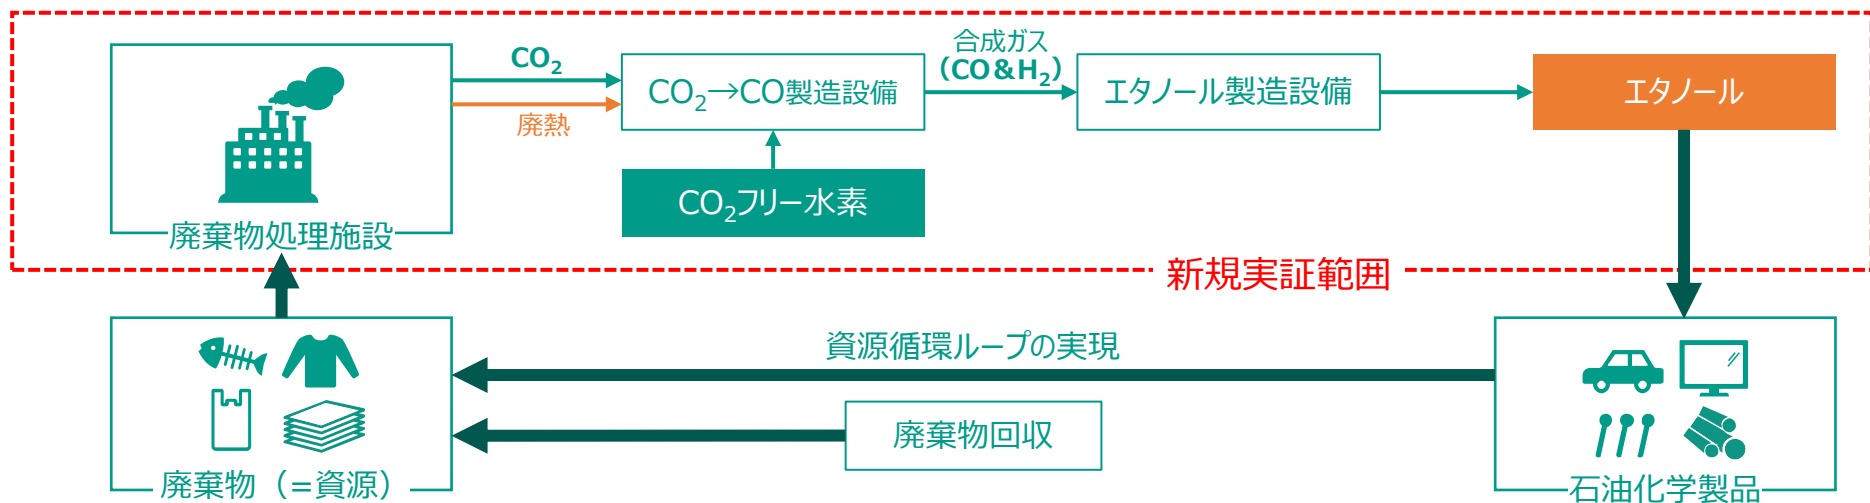 CO₂
廃熱
廃棄物処理施設
CO₂→CO製造設備
CO₂フリー水素
合成ガス
（CO&H₂）
エタノール製造設備
エタノール
新規実証範囲
資源循環ループの実現
廃棄物回収
廃棄物（=資源）
石油化学製品